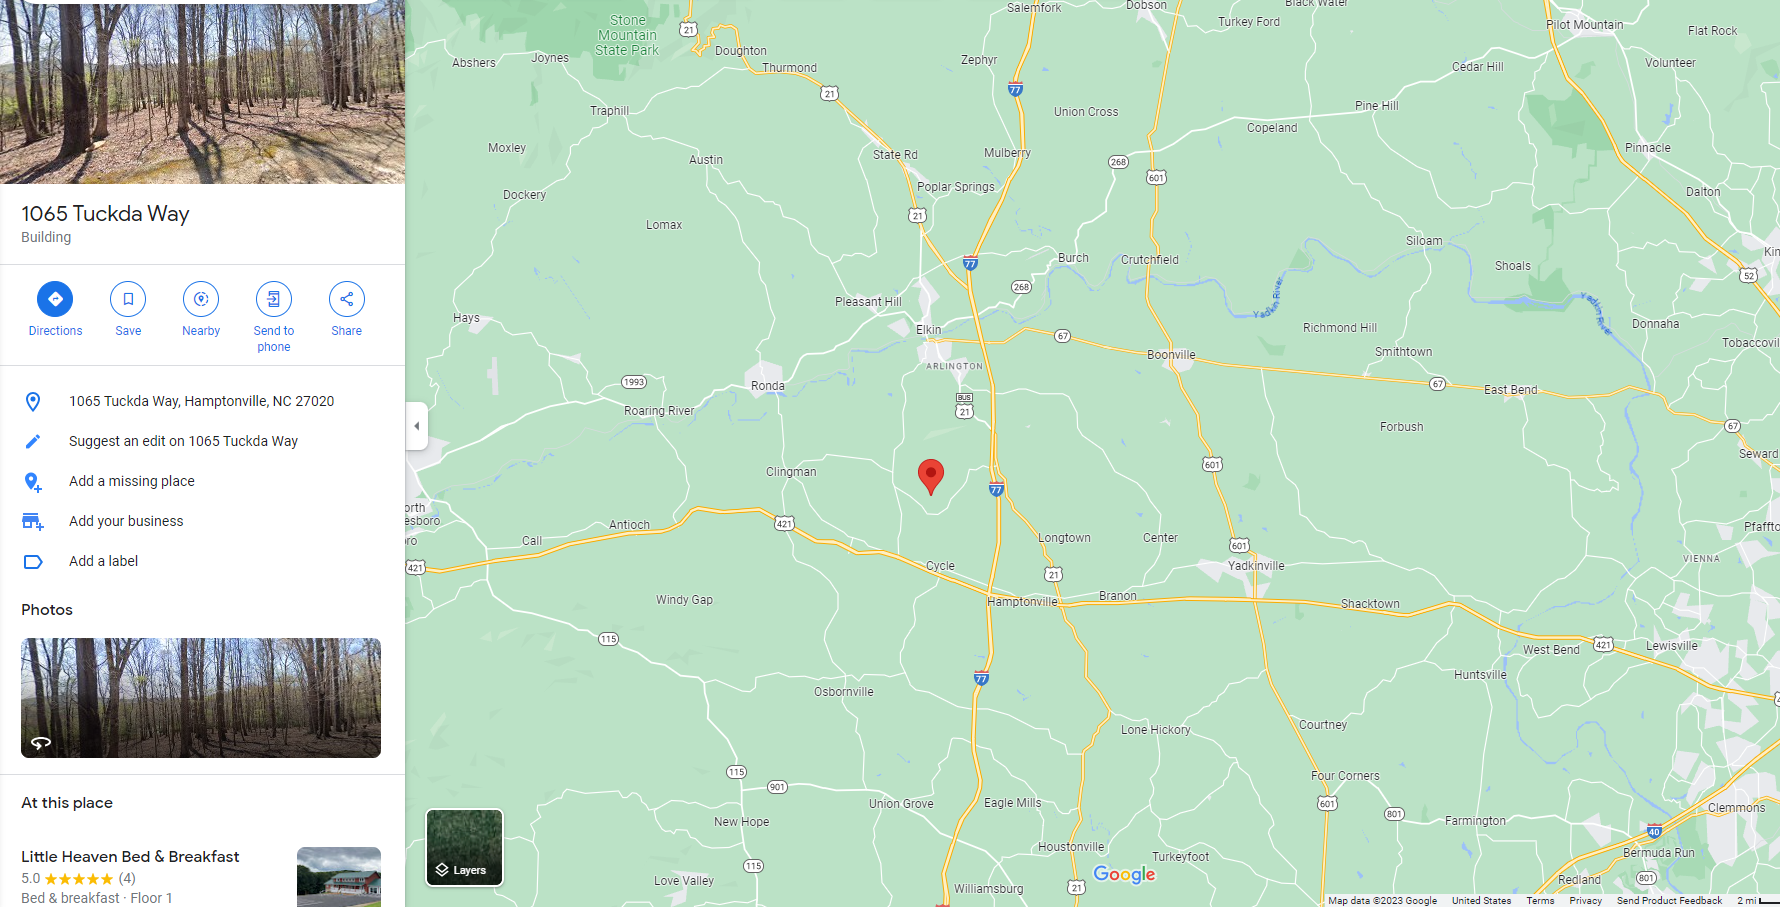 1065 Tuckda Way
Building
Directions
Save
Nearby
Send to
phone
Share
1065 Tuckda Way, Hamptonville, NC 27020
Suggest an edit on 1065 Tuckda Way
Add a missing place
Add your business
Add a label
Photos
At this place
Little Heaven Bed & Breakfast
5.0 ★★★★★ (4)
Bed & breakfast · Floor 1
Salemfork
Dobson
Black Water
Turkey Ford
Pilot Mountain
Flat Rock
Stone
Mountain
State Park
21
Doughton
Abshers
Joynes
Thurmond
Zephyr
Cedar Hill
Volunteer
77
21
Traphill
Union Cross
Pine Hill
Copeland
Moxley
Austin
State Rd
Mulberry
268
Pinnacle
601
Poplar Springs
Dockery
Dalton
21
Lomax
Siloam
77
Burch
Crutchfield
Shoals
52
268
Pleasant Hill
Yadkin River
Yadkin River
Hays
Elkin
67
Richmond Hill
Donnaha
Boonville
Smithtown
Tobaccovil
ARLINGTON
1993
Ronda
67
East Bend
BUS
21
Roaring River
Forbush
67
Seward
Clingman
601
77
orth
esboro
Antioch
421
Pfaffto
Call
Longtown
Center
601
ro
421
Cycle
Yadkinville
VIENNA
21
Windy Gap
Hamptonville
Branon
Shacktown
115
West Bend
421
Lewisville
77
Huntsville
Osbornville
Courtney
Lone Hickory
115
901
Four Corners
Union Grove
Eagle Mills
601
801
Clemmons
New Hope
Farmington
40
Houstonville
Bermuda Run
115
Turkeyfoot
Love Valley
Williamsburg
21
Redland
801
Layers
Google
Map data ©2023 Google
United States
Terms
Privacy
Send Product Feedback
2 mi